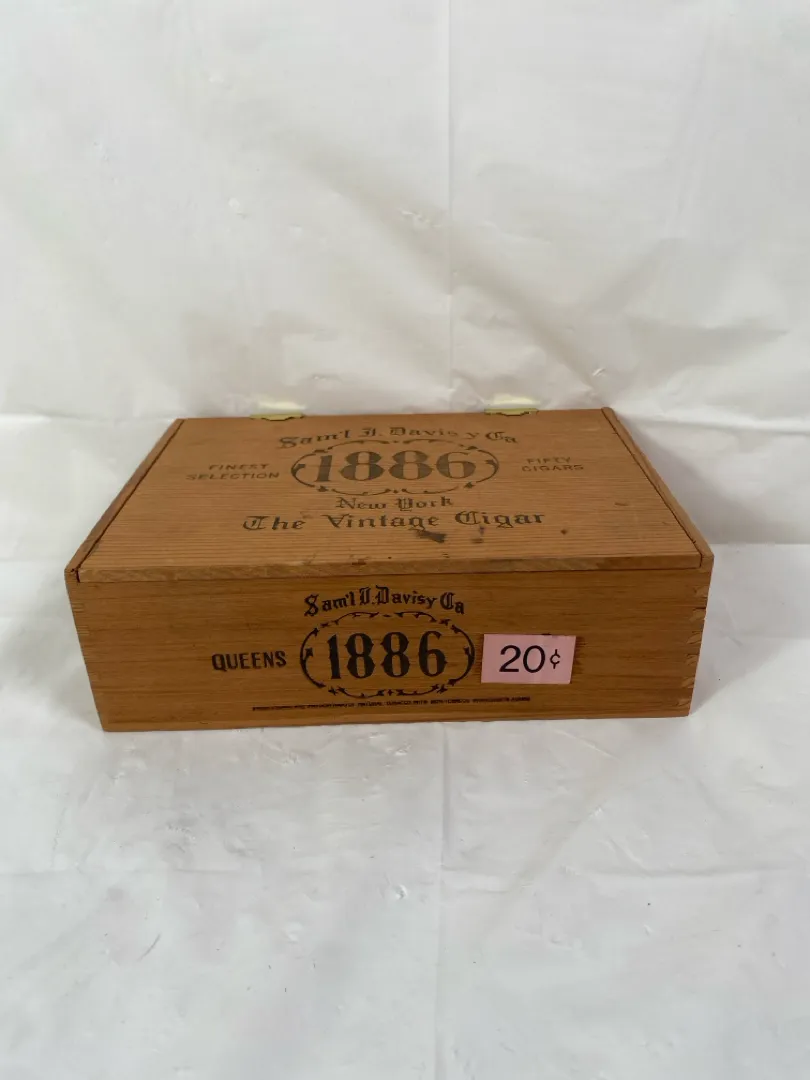 Sam'l I. Davis y Ca
FINEST SELECTION
1886
FIFTY CIGARS
New York
The Vintage Cigar
Sam'l I. Davis y Ca
QUEENS
1886
20¢